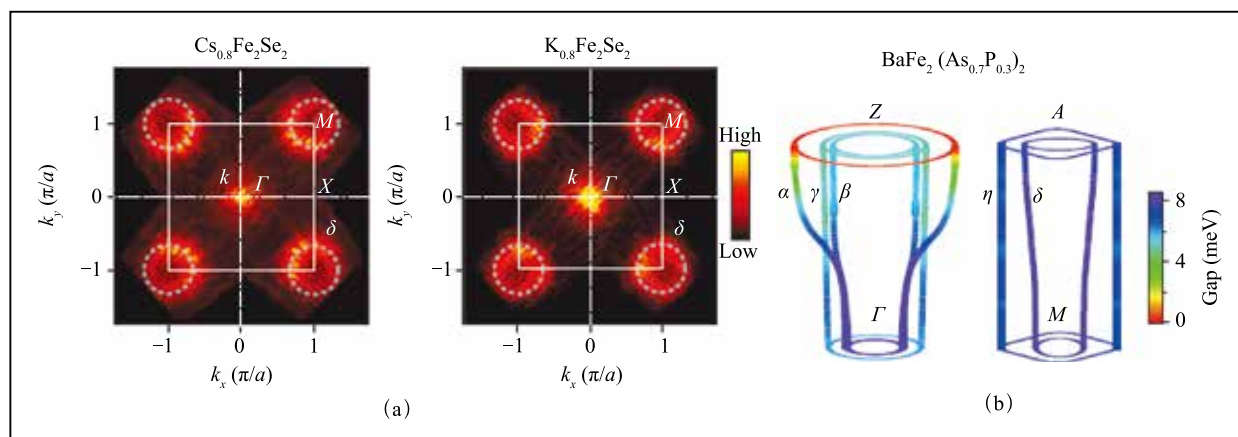 Cs0.8Fe2Se2
K0.8Fe2Se2
BaFe2 (As0.7P0.3)2
1
0
−1
ky (π/a)
−1
0
1
kx (π/a)
M
k
Γ
X
δ
1
0
−1
ky (π/a)
−1
0
1
kx (π/a)
M
k
Γ
X
δ
High
Low
(a)
Z
α
γ
β
Γ
A
η
δ
M
8
4
0
Gap (meV)
(b)